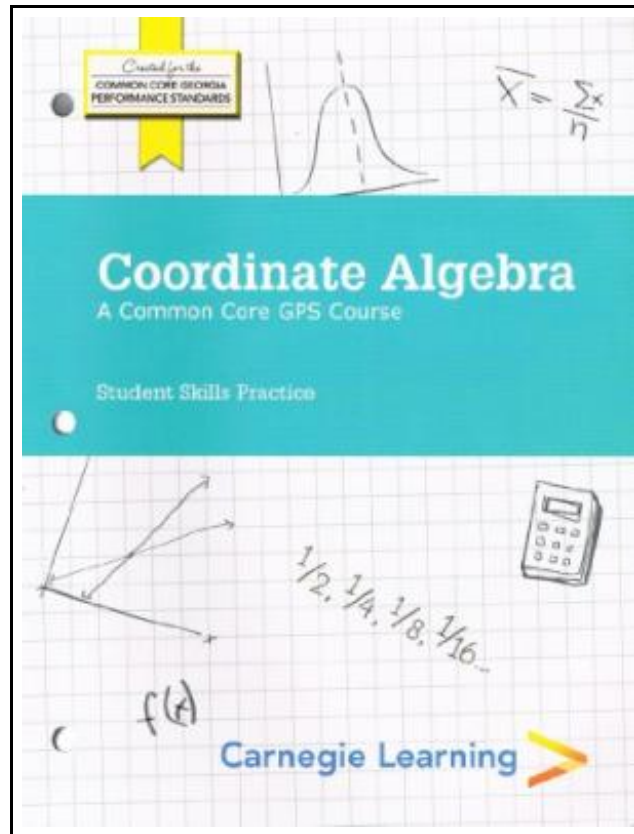 Created for the
COMMON CORE GEORGIA
PERFORMANCE STANDARDS
X = Σx
n
Coordinate Algebra
A Common Core GPS Course
Student Skills Practice
1/2, 1/4, 1/8, 1/16...
x
f(x)
Carnegie Learning